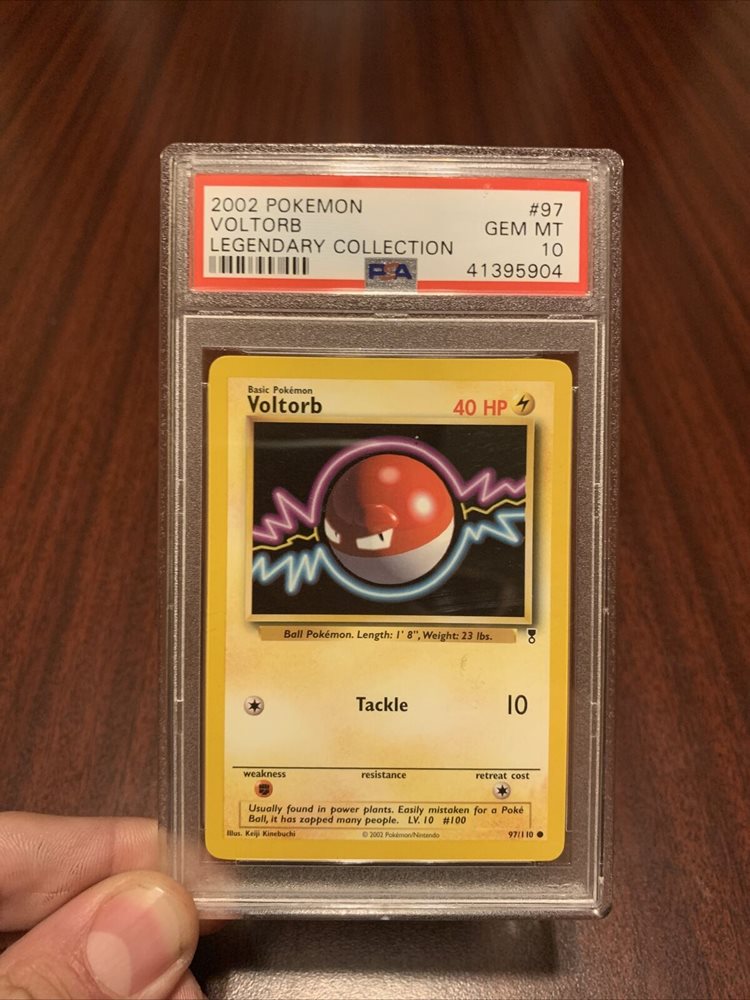 2002 POKEMON #97
VOLTORB GEM MT
LEGENDARY COLLECTION 10
PSA 41395904
Basic Pokémon
Voltorb 40 HP
Ball Pokémon. Length: 1' 8", Weight: 23 lbs.
Tackle 10
weakness resistance retreat cost
Usually found in power plants. Easily mistaken for a Poké
Ball, it has zapped many people. LV. 10 #100
Illus. Keiji Kinebuchi © 2002 Pokémon/Nintendo 97/110